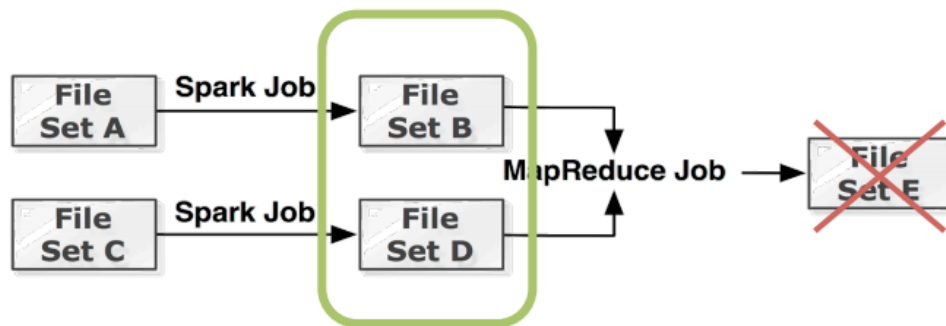 File
Set A
Spark Job
File
Set B
MapReduce Job
File
Set E
File
Set C
Spark Job
File
Set D